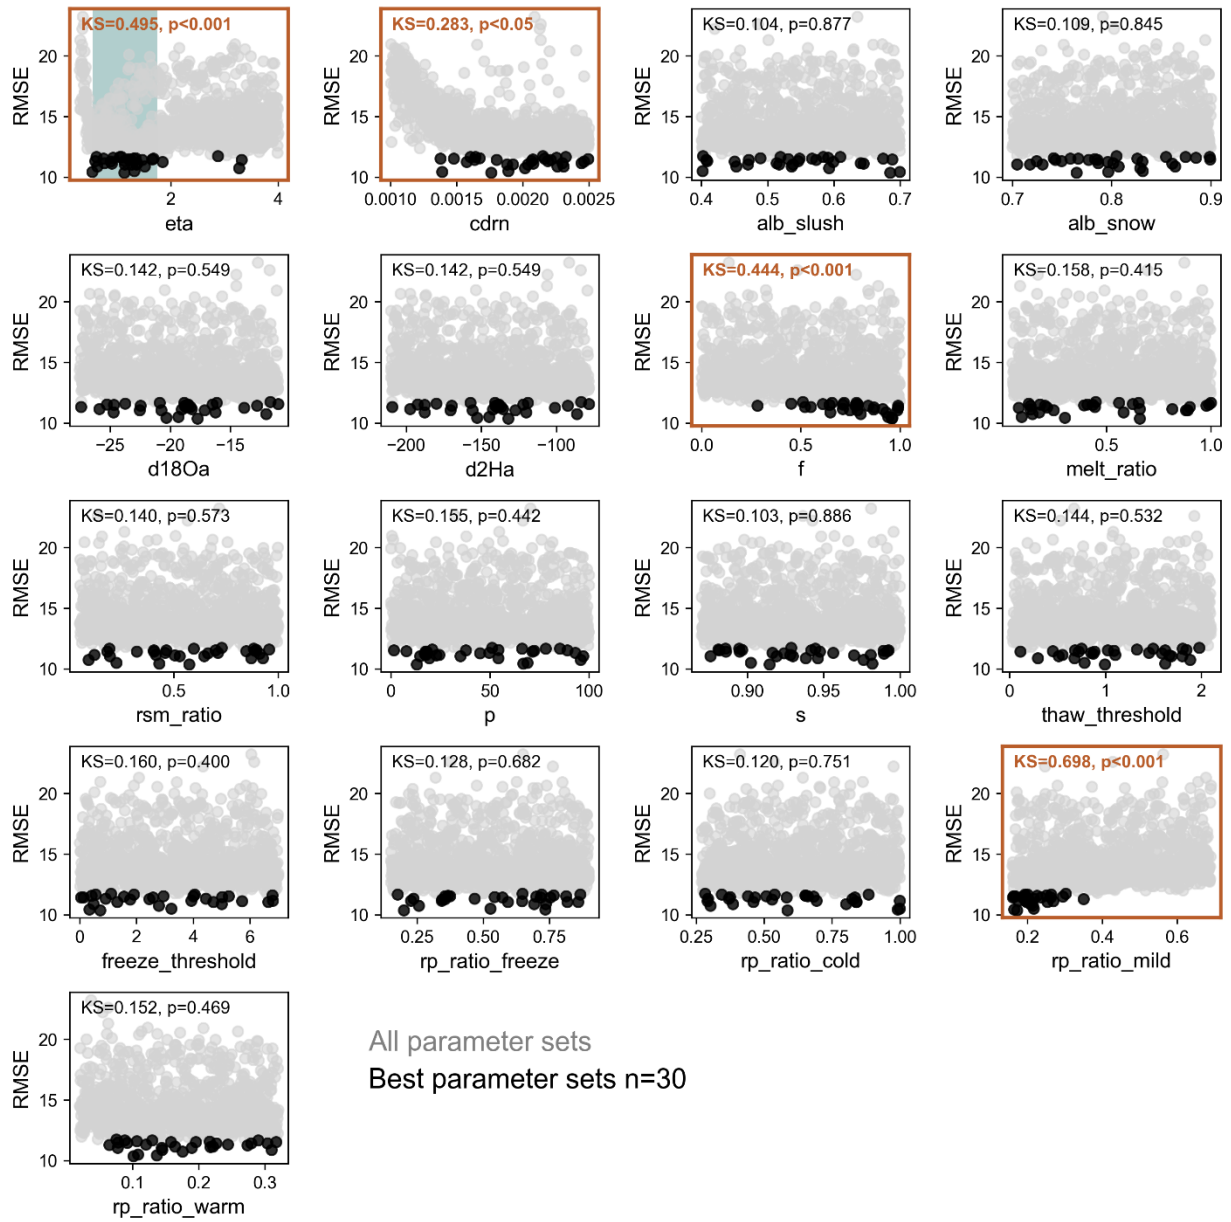 KS=0.495, p<0.001
RMSE
20
15
10
2
4
eta
KS=0.283, p<0.05
RMSE
20
15
10
0.0010
0.0015
0.0020
0.0025
cdrn
KS=0.104, p=0.877
RMSE
20
15
10
0.4
0.5
0.6
0.7
alb_slush
KS=0.109, p=0.845
RMSE
20
15
10
0.7
0.8
0.9
alb_snow
KS=0.142, p=0.549
RMSE
20
15
10
−25
−20
−15
d18Oa
KS=0.142, p=0.549
RMSE
20
15
10
−200
−150
−100
d2Ha
KS=0.444, p<0.001
RMSE
20
15
10
0.0
0.5
1.0
f
KS=0.158, p=0.415
RMSE
20
15
10
0.5
1.0
melt_ratio
KS=0.140, p=0.573
RMSE
20
15
10
0.5
1.0
rsm_ratio
KS=0.155, p=0.442
RMSE
20
15
10
0
50
100
p
KS=0.103, p=0.886
RMSE
20
15
10
0.90
0.95
1.00
s
KS=0.144, p=0.532
RMSE
20
15
10
0
1
2
thaw_threshold
KS=0.160, p=0.400
RMSE
20
15
10
0
2
4
6
freeze_threshold
KS=0.128, p=0.682
RMSE
20
15
10
0.25
0.50
0.75
rp_ratio_freeze
KS=0.120, p=0.751
RMSE
20
15
10
0.25
0.50
0.75
1.00
rp_ratio_cold
KS=0.698, p<0.001
RMSE
20
15
10
0.2
0.4
0.6
rp_ratio_mild
KS=0.152, p=0.469
RMSE
20
15
10
0.1
0.2
0.3
rp_ratio_warm
All parameter sets
Best parameter sets n=30